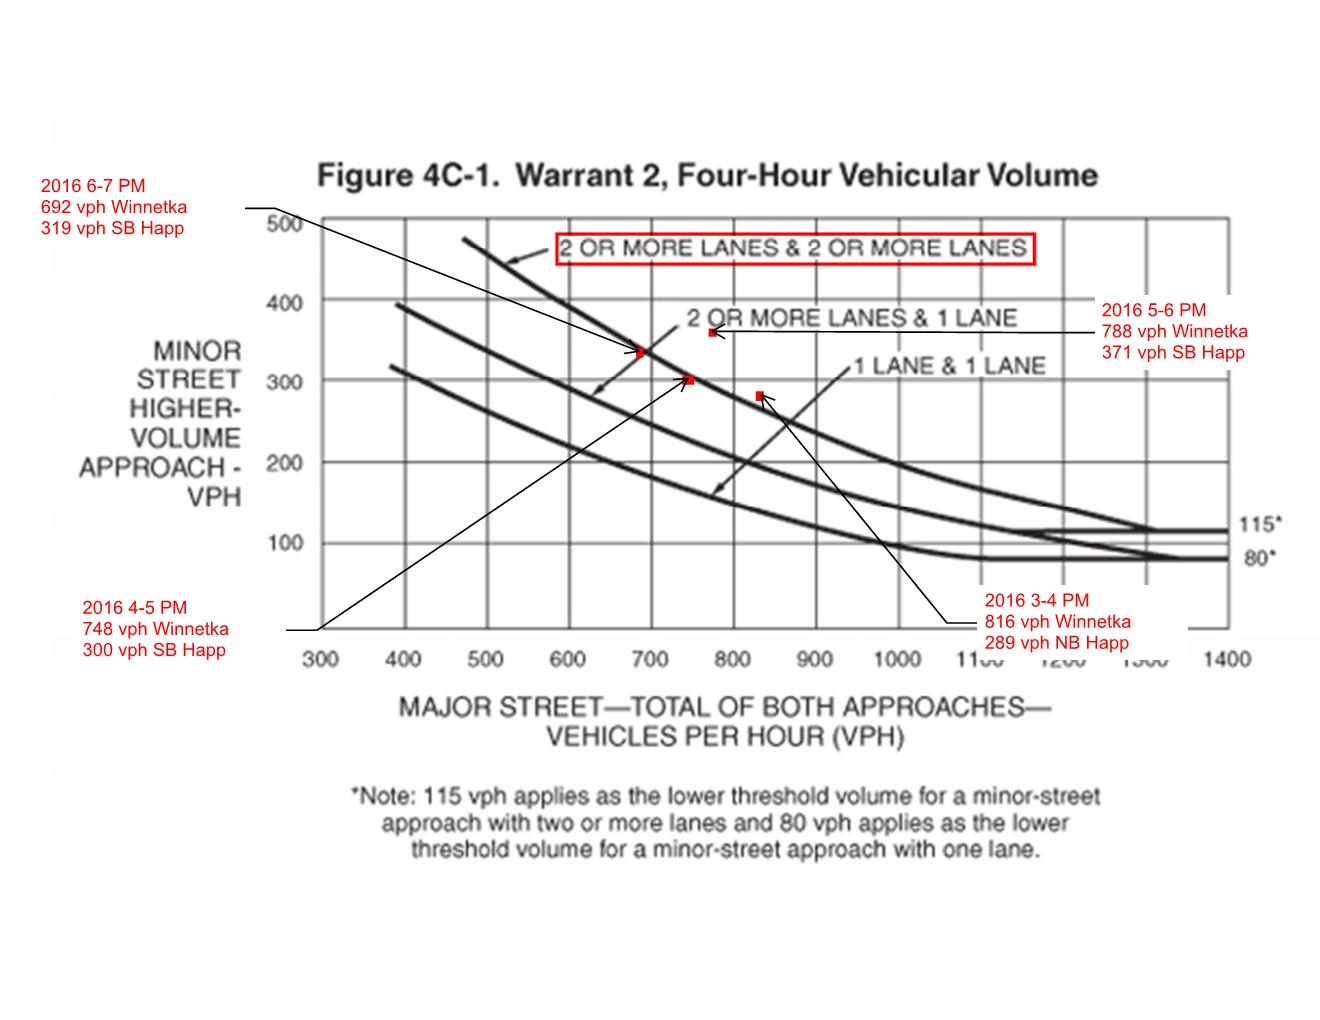 Figure 4C-1. Warrant 2, Four-Hour Vehicular Volume
2016 6-7 PM
692 vph Winnetka
319 vph SB Happ
500
400
300
200
100
2 OR MORE LANES & 2 OR MORE LANES
2 OR MORE LANES & 1 LANE
1 LANE & 1 LANE
2016 5-6 PM
788 vph Winnetka
371 vph SB Happ
MINOR
STREET
HIGHER-
VOLUME
APPROACH -
VPH
115*
80*
2016 4-5 PM
748 vph Winnetka
300 vph SB Happ
2016 3-4 PM
816 vph Winnetka
289 vph NB Happ
300 400 500 600 700 800 900 1000 1100 1200 1300 1400
MAJOR STREET—TOTAL OF BOTH APPROACHES—
VEHICLES PER HOUR (VPH)
*Note: 115 vph applies as the lower threshold volume for a minor-street
approach with two or more lanes and 80 vph applies as the lower
threshold volume for a minor-street approach with one lane.